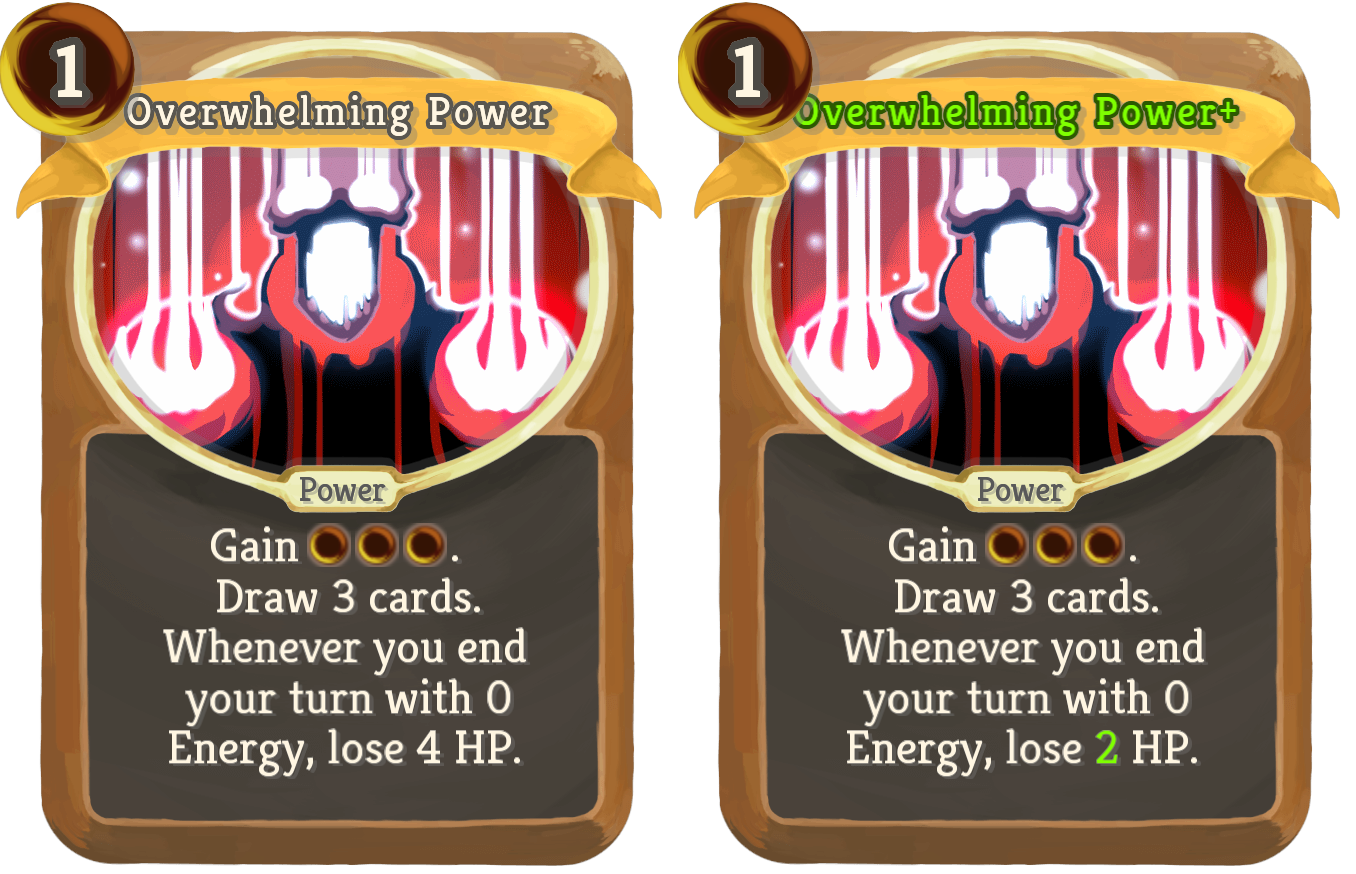 1
Overwhelming Power
Power
Gain .
Draw 3 cards.
Whenever you end
your turn with 0
Energy, lose 4 HP.
1
Overwhelming Power+
Power
Gain .
Draw 3 cards.
Whenever you end
your turn with 0
Energy, lose 2 HP.